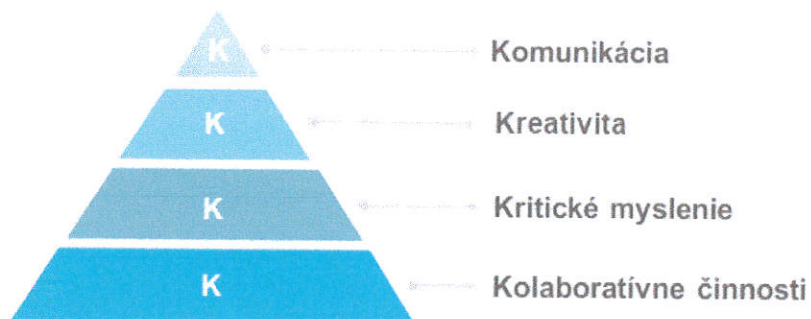 K Komunikácia
K Kreativita
K Kritické myslenie
K Kolaboratívne činnosti